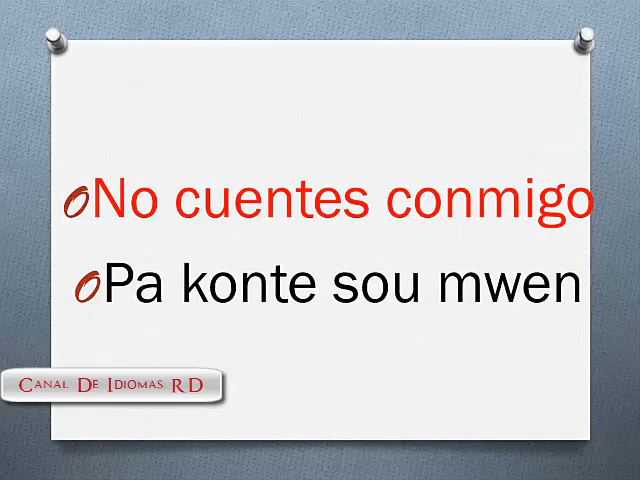 No cuentes conmigo
Pa konte sou mwen
Canal De Idiomas RD